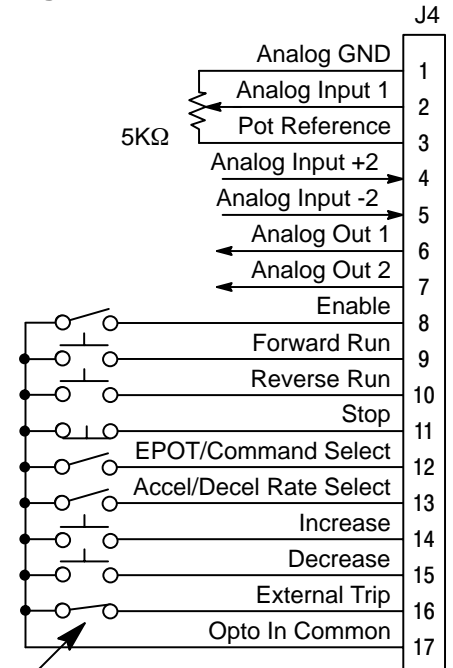 J4
Analog GND 1
Analog Input 1 2
5KΩ Pot Reference 3
Analog Input +2 4
Analog Input -2 5
Analog Out 1 6
Analog Out 2 7
Enable 8
Forward Run 9
Reverse Run 10
Stop 11
EPOT/Command Select 12
Accel/Decel Rate Select 13
Increase 14
Decrease 15
External Trip 16
Opto In Common 17